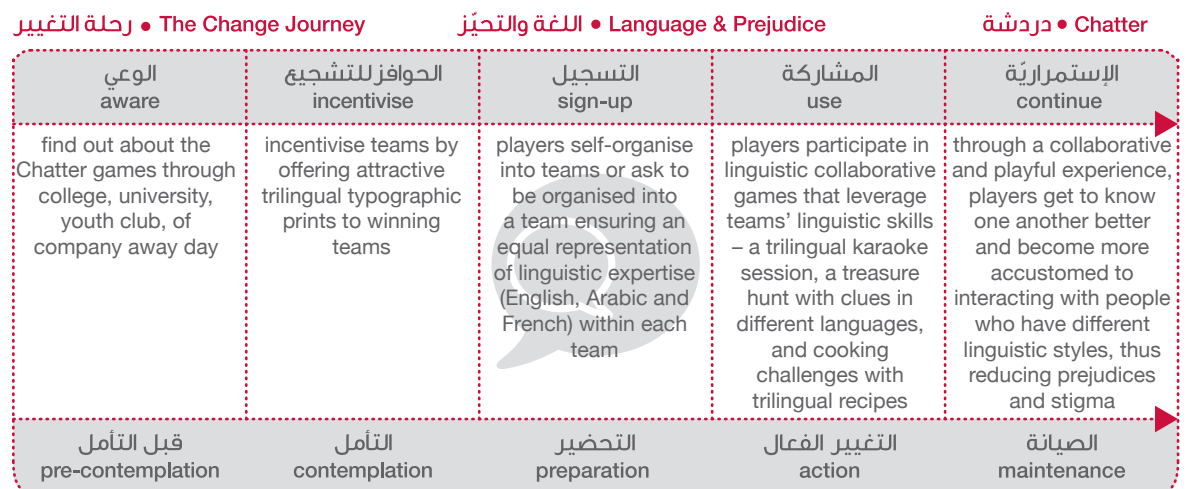 رحلة التغيير • The Change Journey
اللغة والتحيّز • Language & Prejudice
دردشة • Chatter
الوعي
aware
الحوافز للتشجيع
incentivise
التسجيل
sign-up
المشاركة
use
الإستمراريّة
continue
find out about the
Chatter games through
college, university,
youth club, of
company away day
incentivise teams by
offering attractive
trilingual typographic
prints to winning
teams
players self-organise
into teams or ask to
be organised into
a team ensuring an
equal representation
of linguistic expertise
(English, Arabic and
French) within each
team
players participate in
linguistic collaborative
games that leverage
teams’ linguistic skills
– a trilingual karaoke
session, a treasure
hunt with clues in
different languages,
and cooking
challenges with
trilingual recipes
through a collaborative
and playful experience,
players get to know
one another better
and become more
accustomed to
interacting with people
who have different
linguistic styles, thus
reducing prejudices
and stigma
قبل التأمل
pre-contemplation
التأمل
contemplation
التحضير
preparation
التغيير الفعال
action
الصيانة
maintenance